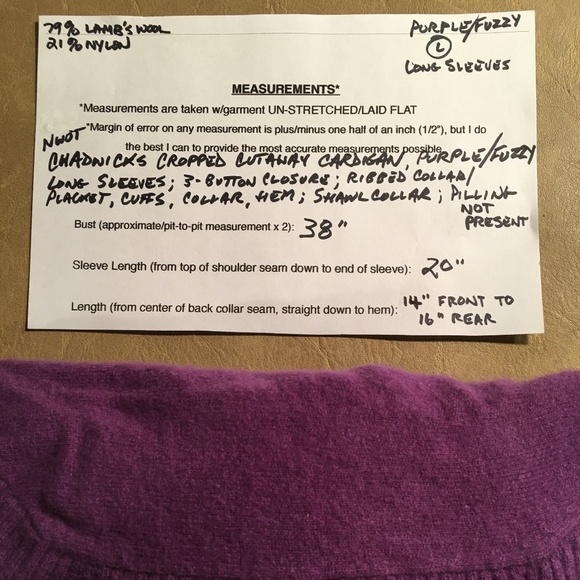 79% LAMB'S WOOL
21% NYLON
PURPLE/FUZZY
L
LONG SLEEVES
MEASUREMENTS*
*Measurements are taken w/garment UN-STRETCHED/LAID FLAT
*Margin of error on any measurement is plus/minus one half of an inch (1/2"), but I do
the best I can to provide the most accurate measurements possible
NWOT
CHADWICK'S CROPPED CUTAWAY CARDIGAN, PURPLE/FUZZY
LONG SLEEVES; 3-BUTTON CLOSURE; RIBBED COLLAR/
PLACKET, CUFFS, COLLAR, HEM; SHAWL COLLAR; PILLING
NOT
PRESENT
Bust (approximate/pit-to-pit measurement x 2): 38"
Sleeve Length (from top of shoulder seam down to end of sleeve): 20"
Length (from center of back collar seam, straight down to hem): 14" FRONT TO
16" REAR